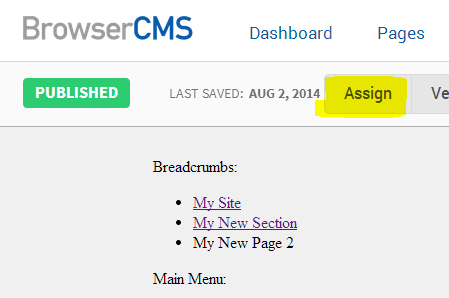 BrowserCMS Dashboard Pages
PUBLISHED LAST SAVED: AUG 2, 2014 Assign Ve
Breadcrumbs:
• My Site
• My New Section
• My New Page 2
Main Menu: